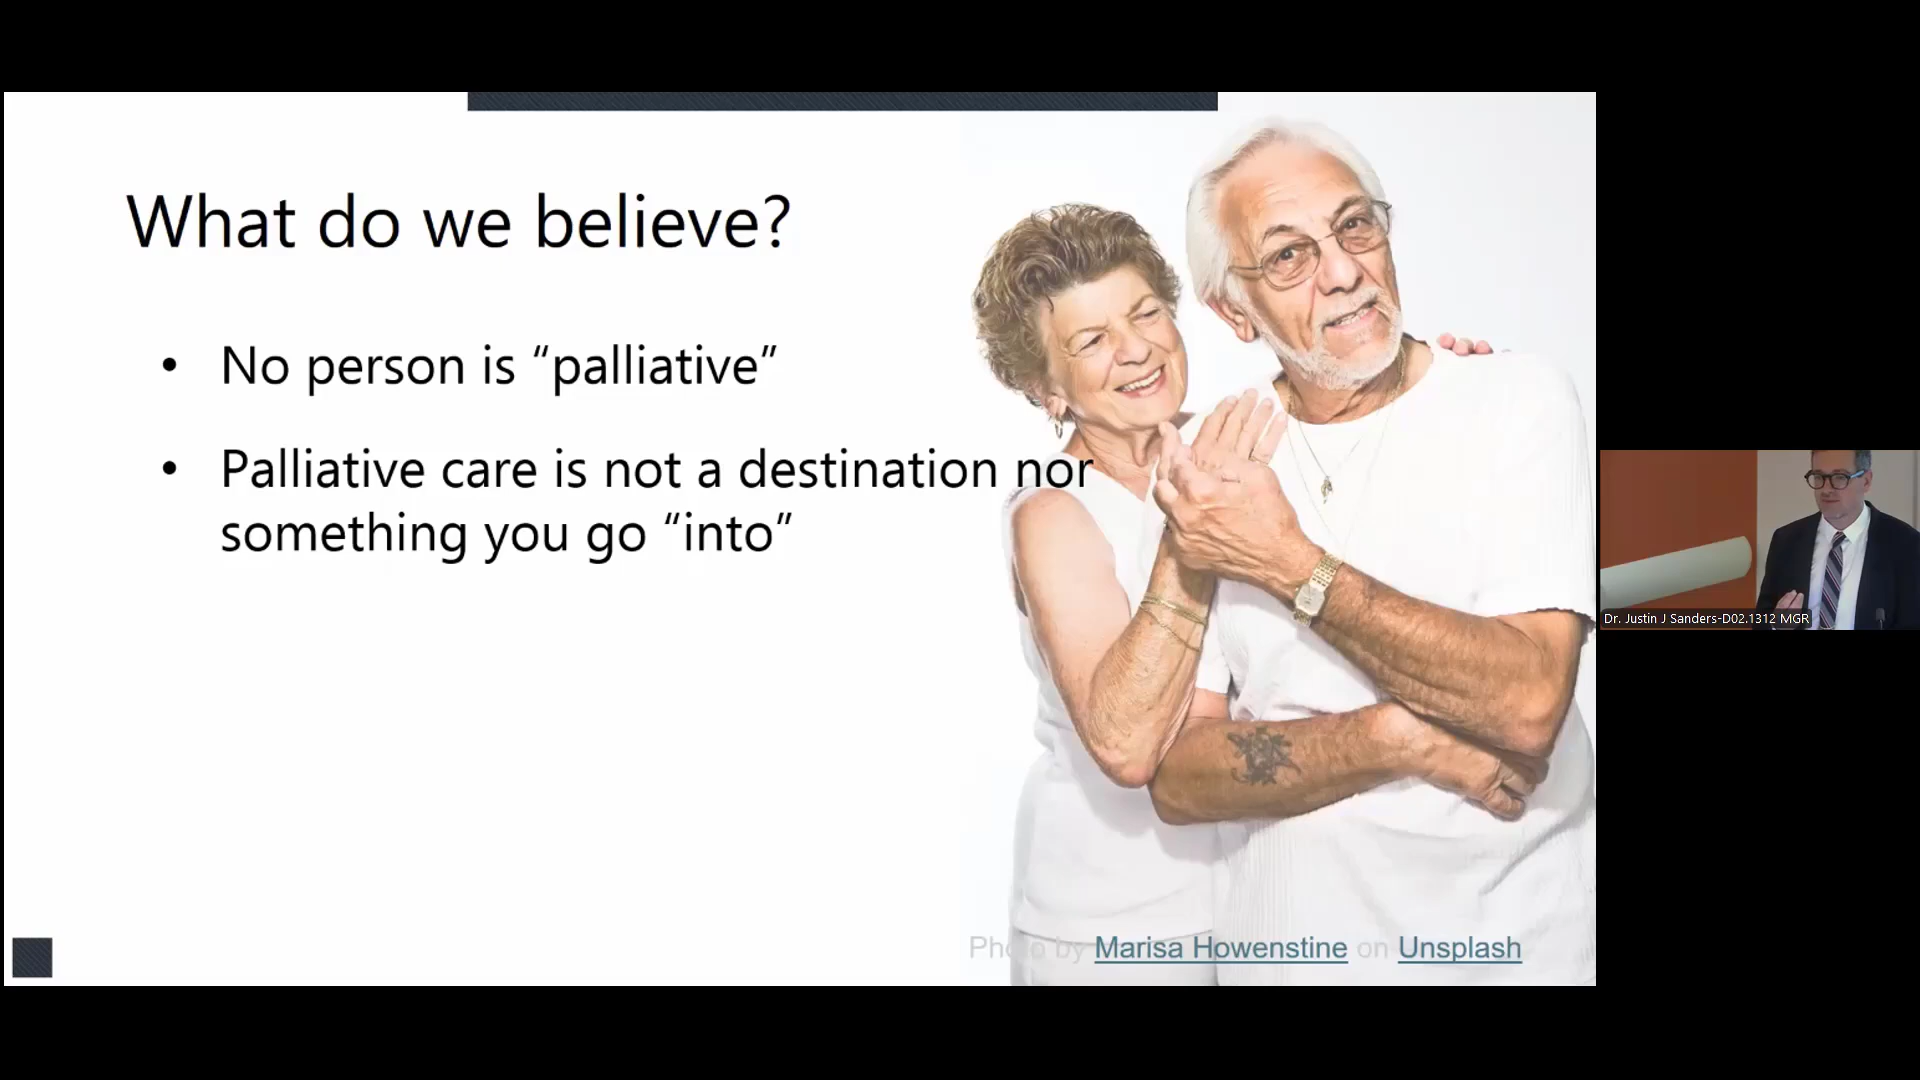 What do we believe?
• No person is “palliative”
• Palliative care is not a destination nor
something you go “into”
Photo by Marisa Howenstine on Unsplash
Dr. Justin J Sanders-D02.1312 MGR